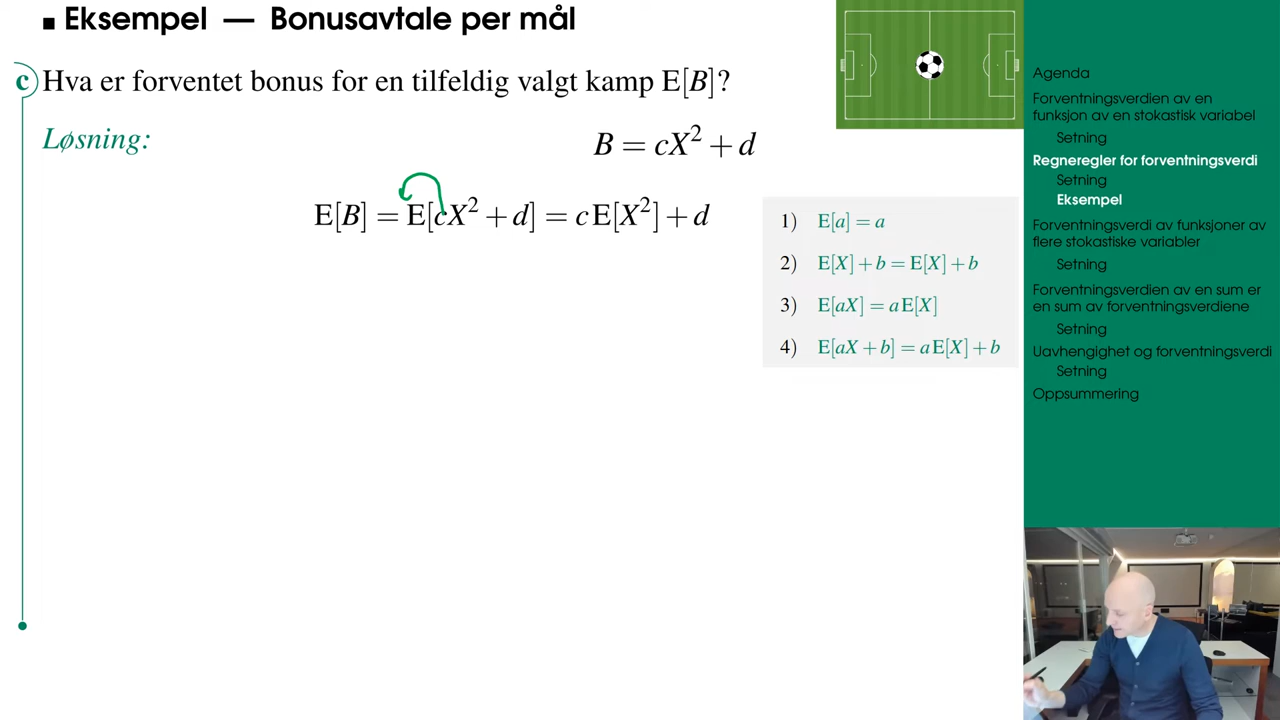 Eksempel — Bonusavtale per mål
c Hva er forventet bonus for en tilfeldig valgt kamp E[B]?
Løsning:
B = cX² + d
E[B] = E[cX² + d] = c E[X²] + d
1) E[a] = a
2) E[X] + b = E[X] + b
3) E[aX] = a E[X]
4) E[aX + b] = a E[X] + b
Agenda
Forventningsverdien av en
funksjon av en stokastisk variabel
Setning
Regneregler for forventningsverdi
Setning
Eksempel
Forventningsverdi av funksjoner av
flere stokastiske variabler
Setning
Forventningsverdien av en sum er
en sum av forventningsverdiene
Setning
Uavhengighet og forventningsverdi
Setning
Oppsummering